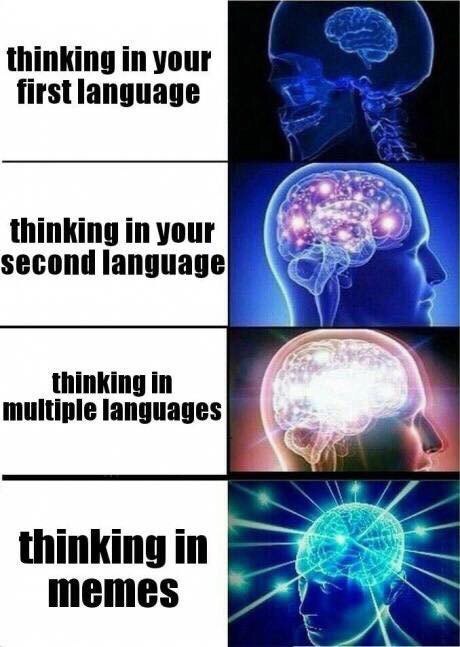 thinking in your
first language
thinking in your
second language
thinking in
multiple languages
thinking in
memes